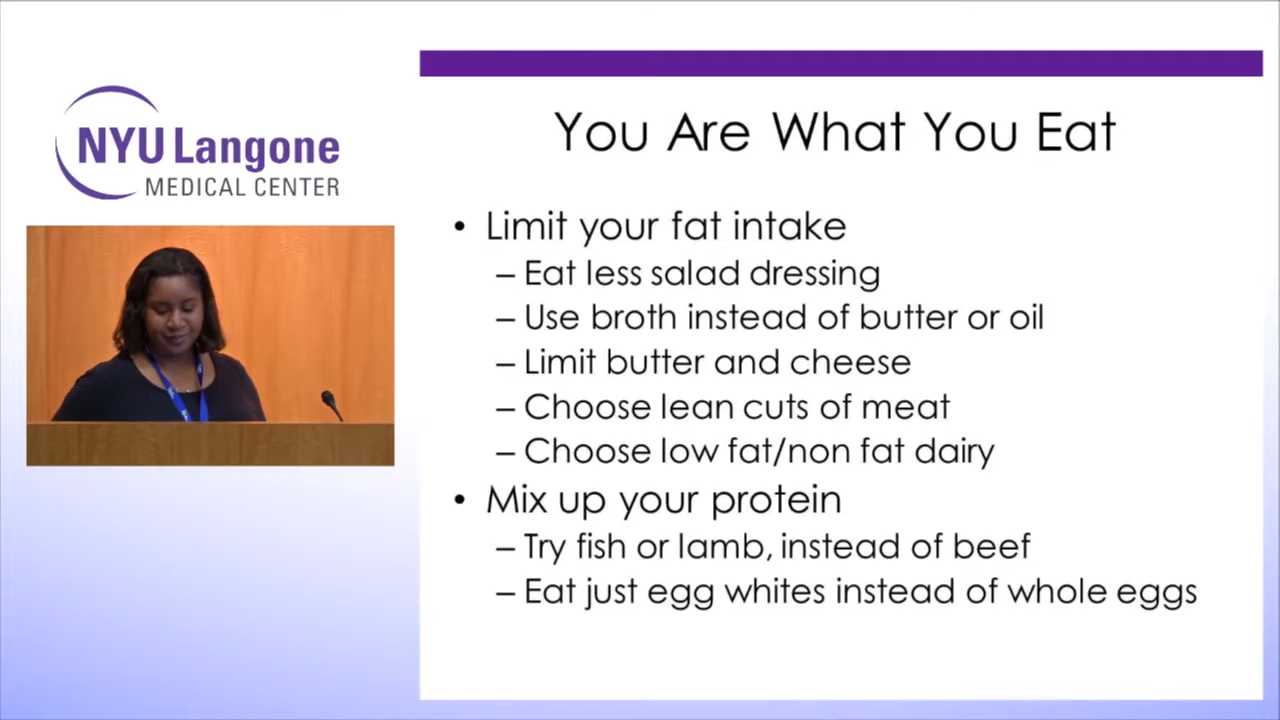 NYU Langone
MEDICAL CENTER
You Are What You Eat
• Limit your fat intake
– Eat less salad dressing
– Use broth instead of butter or oil
– Limit butter and cheese
– Choose lean cuts of meat
– Choose low fat/non fat dairy
• Mix up your protein
– Try fish or lamb, instead of beef
– Eat just egg whites instead of whole eggs